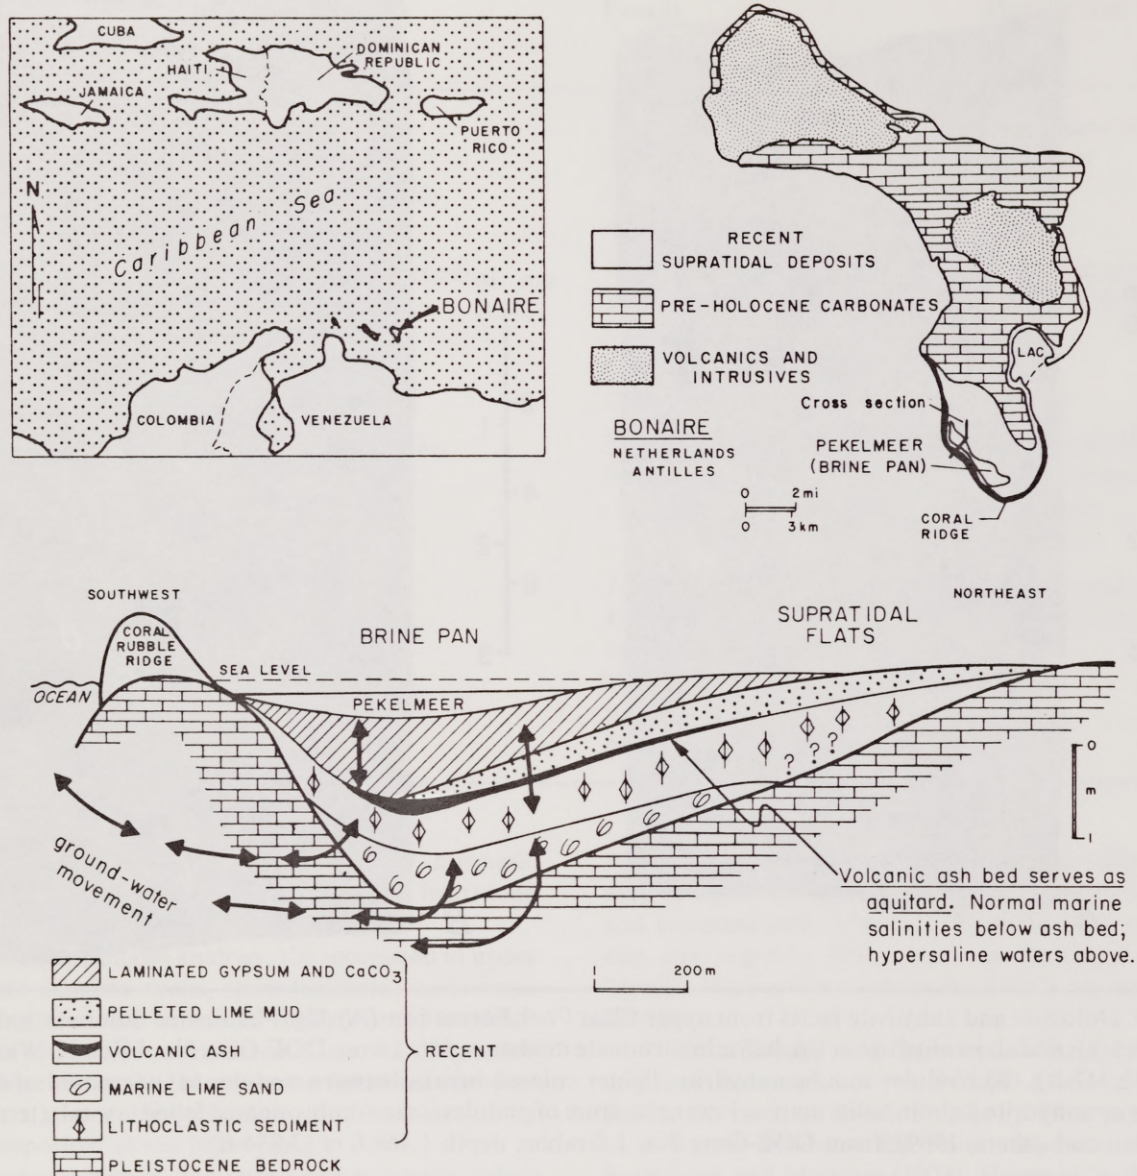 CUBA
HAITI
DOMINICAN
REPUBLIC
JAMAICA
PUERTO
RICO
N
Caribbean Sea
BONAIRE
COLOMBIA
VENEZUELA
RECENT
SUPRATIDAL DEPOSITS
PRE-HOLOCENE CARBONATES
VOLCANICS AND
INTRUSIVES
LAC
Cross section
BONAIRE
NETHERLANDS
ANTILLES
PEKELMEER
(BRINE PAN)
0 2mi
0 3km
CORAL
RIDGE
SOUTHWEST
NORTHEAST
CORAL
RUBBLE
RIDGE
BRINE PAN
SUPRATIDAL
FLATS
SEA LEVEL
OCEAN
PEKELMEER
? ? ?
0
m
1
ground-water
movement
Volcanic ash bed serves as
aquitard. Normal marine
salinities below ash bed;
hypersaline waters above.
200m
LAMINATED GYPSUM AND CaCO3
PELLETED LIME MUD
VOLCANIC ASH
RECENT
MARINE LIME SAND
LITHOCLASTIC SEDIMENT
PLEISTOCENE BEDROCK